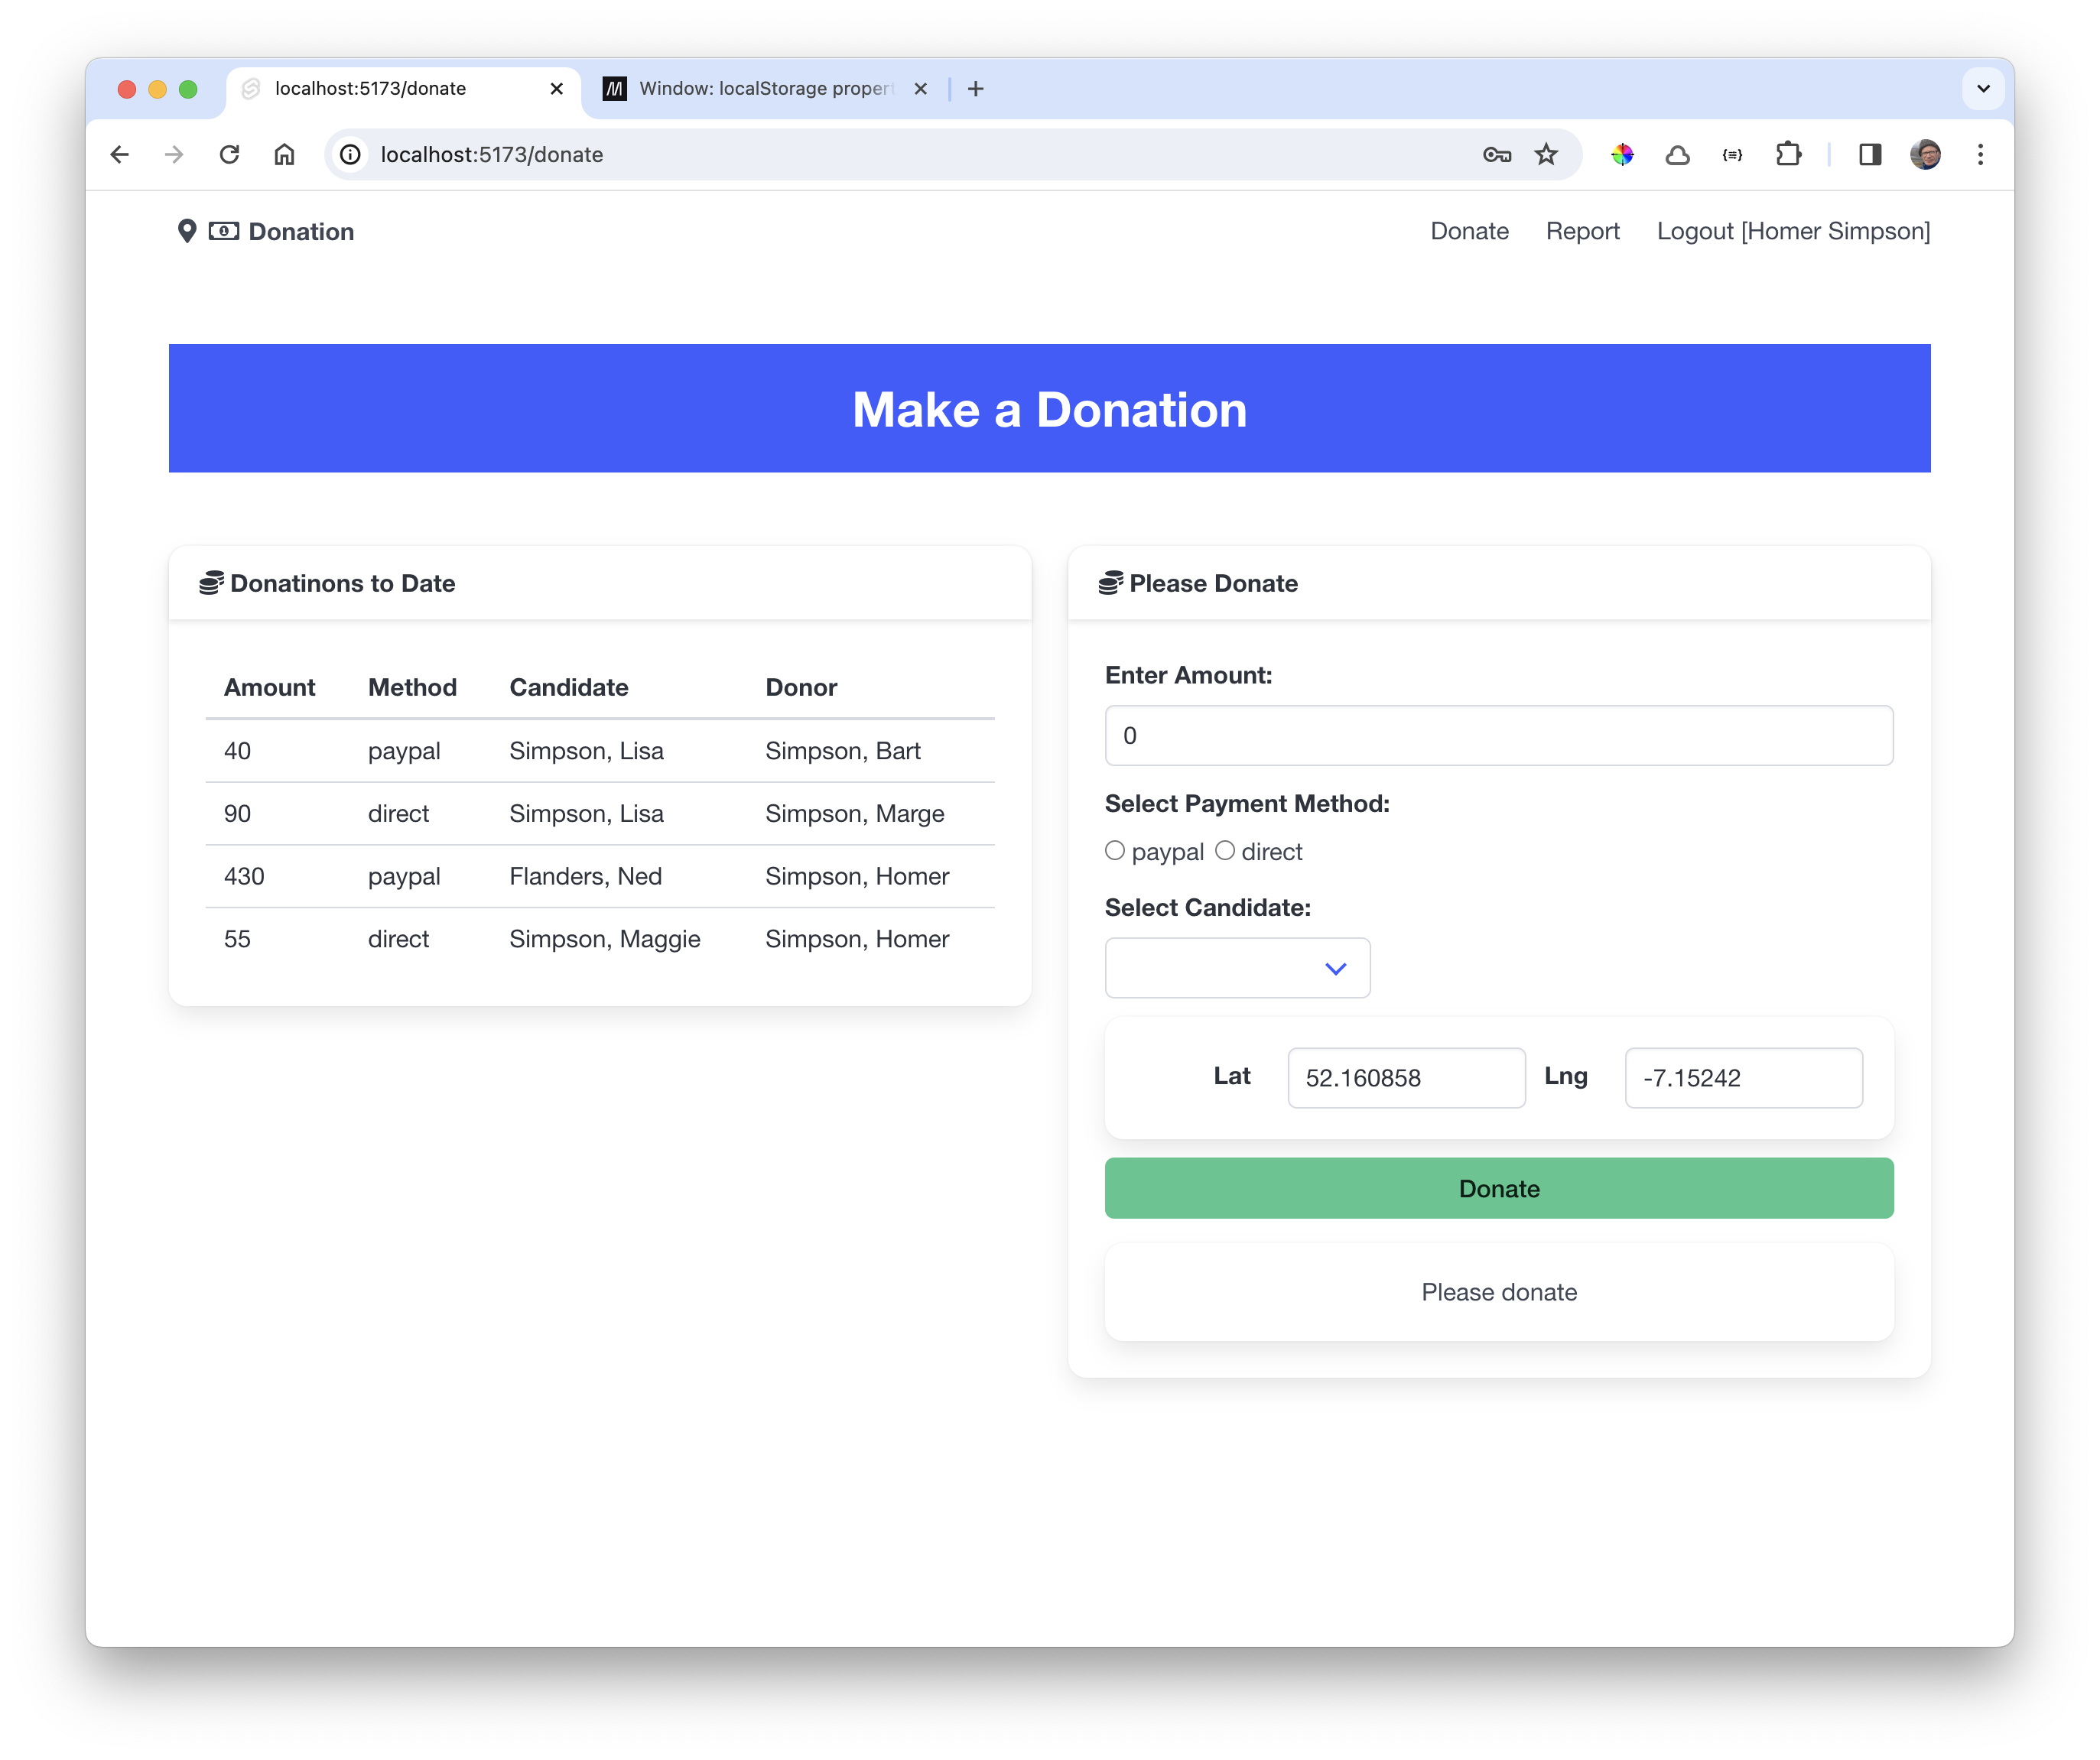 localhost:5173/donate
Window: localStorage proper
localhost:5173/donate
Donation
Donate Report Logout [Homer Simpson]
Make a Donation
Donatinons to Date
Amount Method Candidate Donor
40 paypal Simpson, Lisa Simpson, Bart
90 direct Simpson, Lisa Simpson, Marge
430 paypal Flanders, Ned Simpson, Homer
55 direct Simpson, Maggie Simpson, Homer
Please Donate
Enter Amount:
0
Select Payment Method:
paypal direct
Select Candidate:
Lat 52.160858 Lng -7.15242
Donate
Please donate